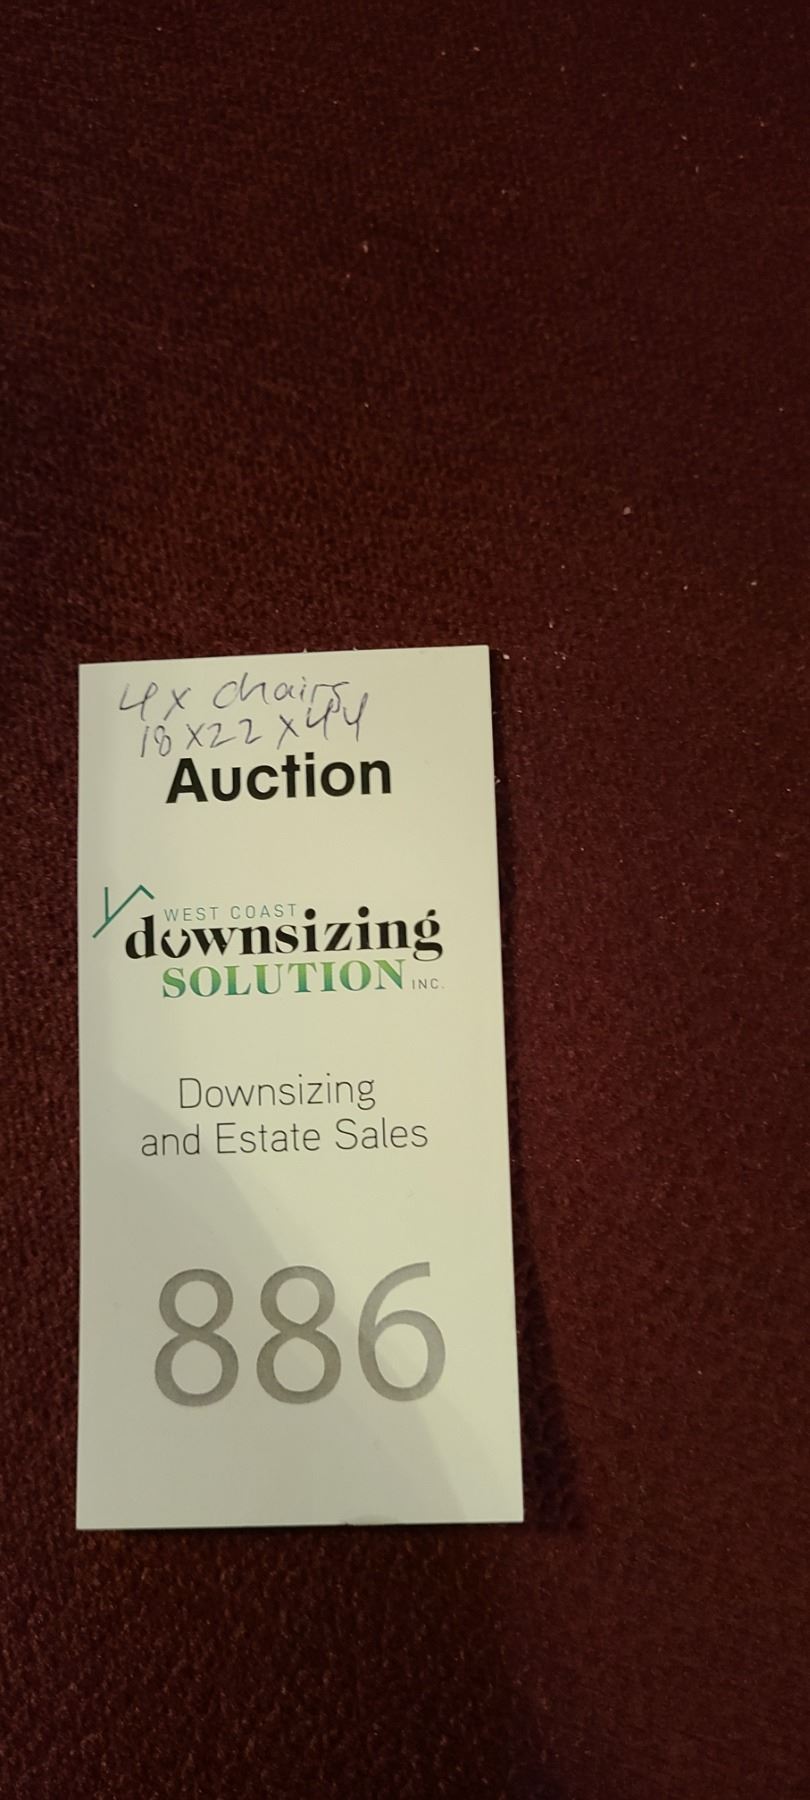 4x chairs
18x22x44
Auction
WEST COAST
downsizing
SOLUTION INC.
Downsizing
and Estate Sales
886